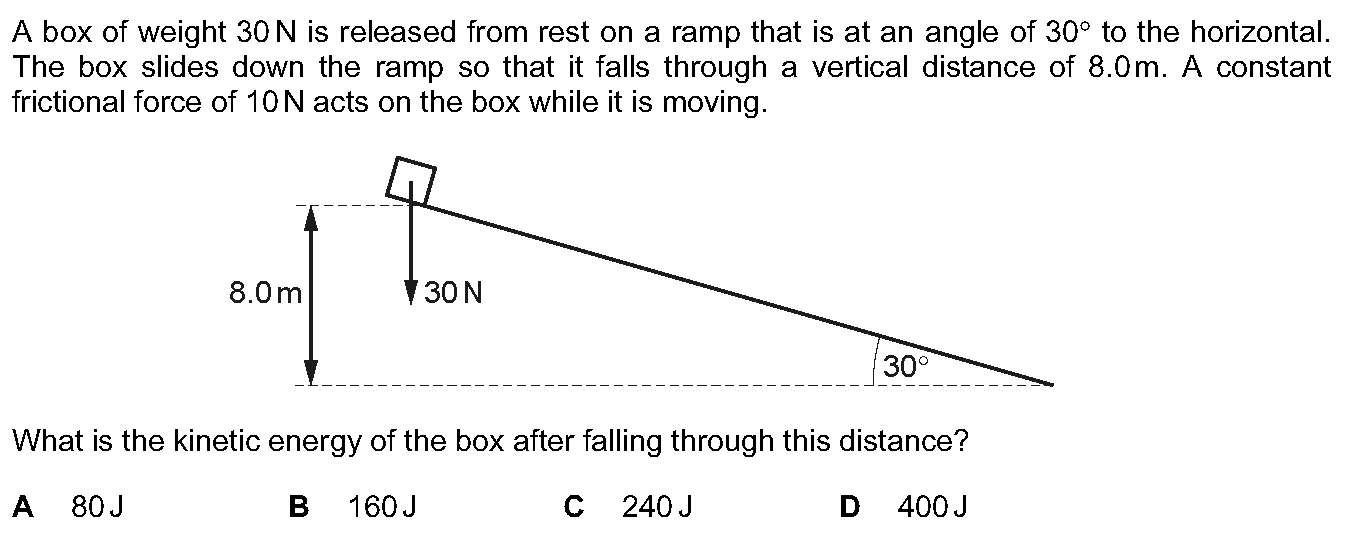 A box of weight 30 N is released from rest on a ramp that is at an angle of 30° to the horizontal.
The box slides down the ramp so that it falls through a vertical distance of 8.0 m. A constant
frictional force of 10 N acts on the box while it is moving.
8.0 m
30 N
30°
What is the kinetic energy of the box after falling through this distance?
A 80 J B 160 J C 240 J D 400 J